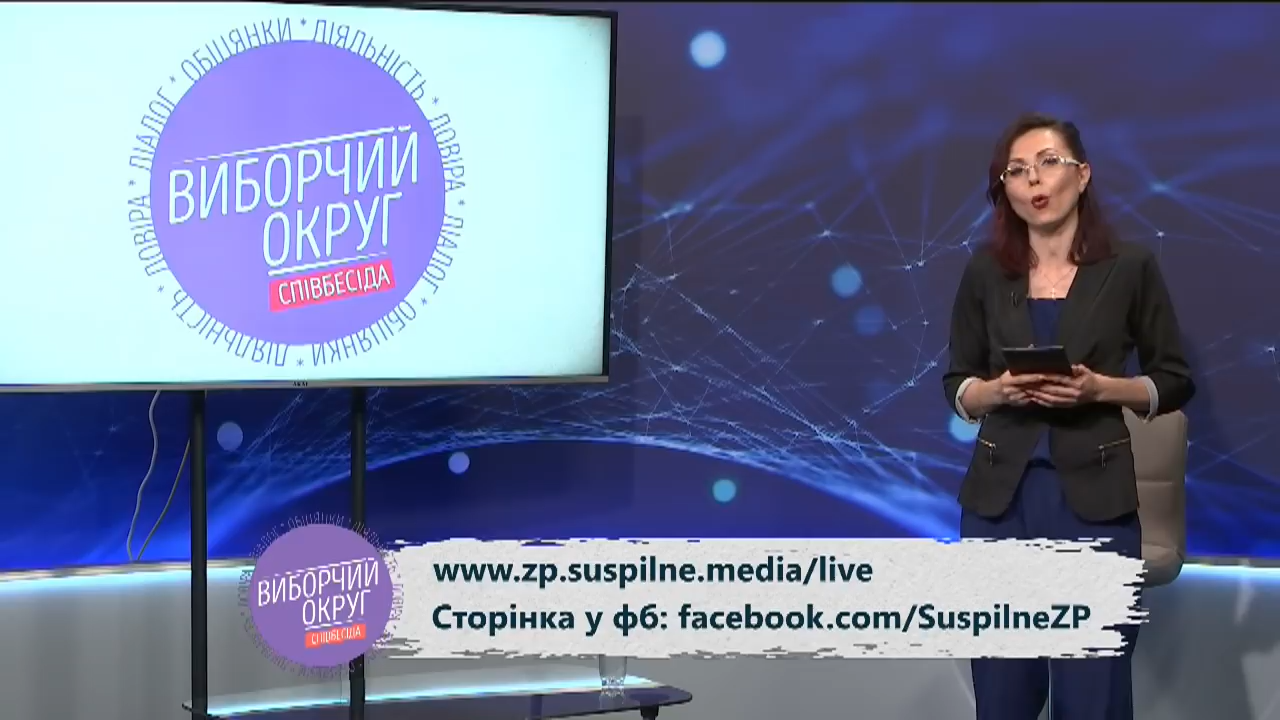 ДОВІРА * ДІАЛОГ * ОБІЦЯНКИ * ДІЯЛЬНІСТЬ * ДОВІРА * ДІАЛОГ * ОБІЦЯНКИ * ДІЯЛЬНІСТЬ *
ВИБОРЧИЙ
ОКРУГ
СПІВБЕСІДА
ВИБОРЧИЙ
ОКРУГ
СПІВБЕСІДА
www.zp.suspilne.media/live
Сторінка у фб: facebook.com/SuspilneZP